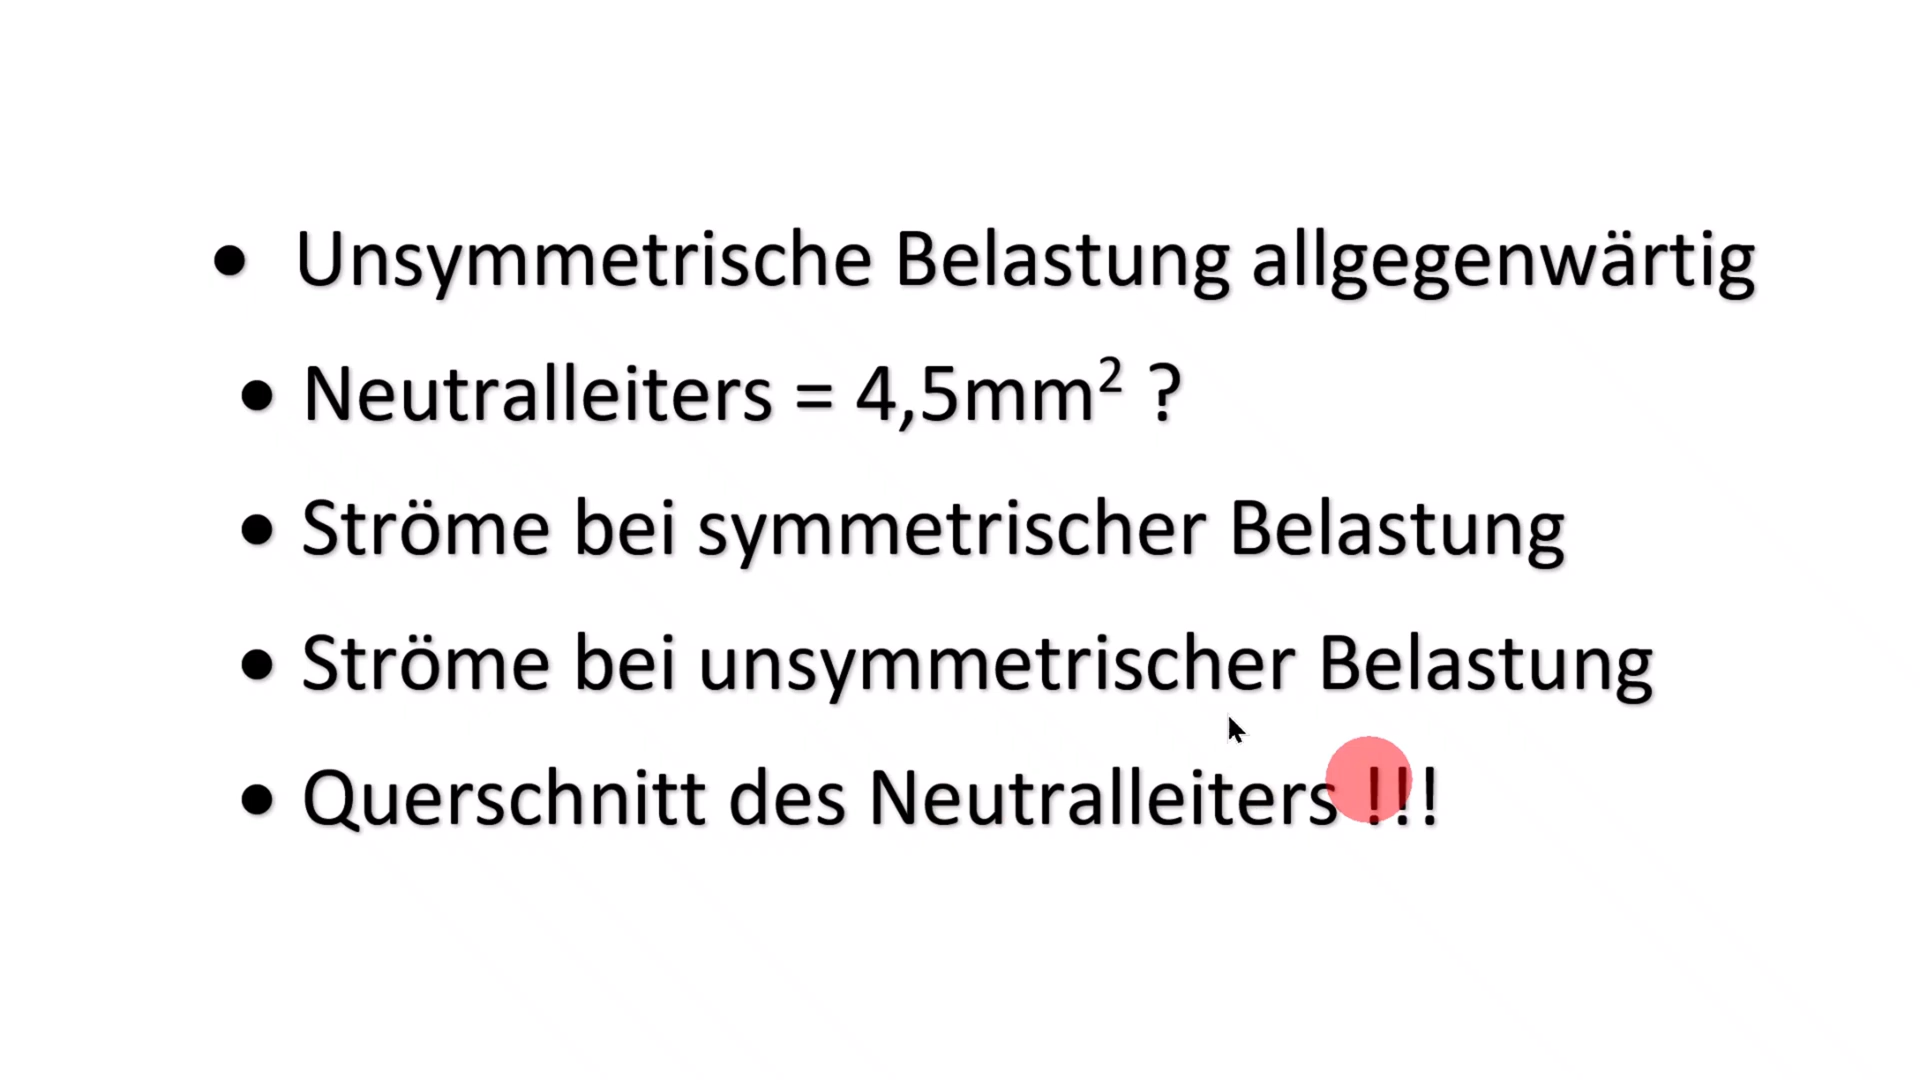 • Unsymmetrische Belastung allgegenwärtig
• Neutralleiters = 4,5mm² ?
• Ströme bei symmetrischer Belastung
• Ströme bei unsymmetrischer Belastung
• Querschnitt des Neutralleiters !!!